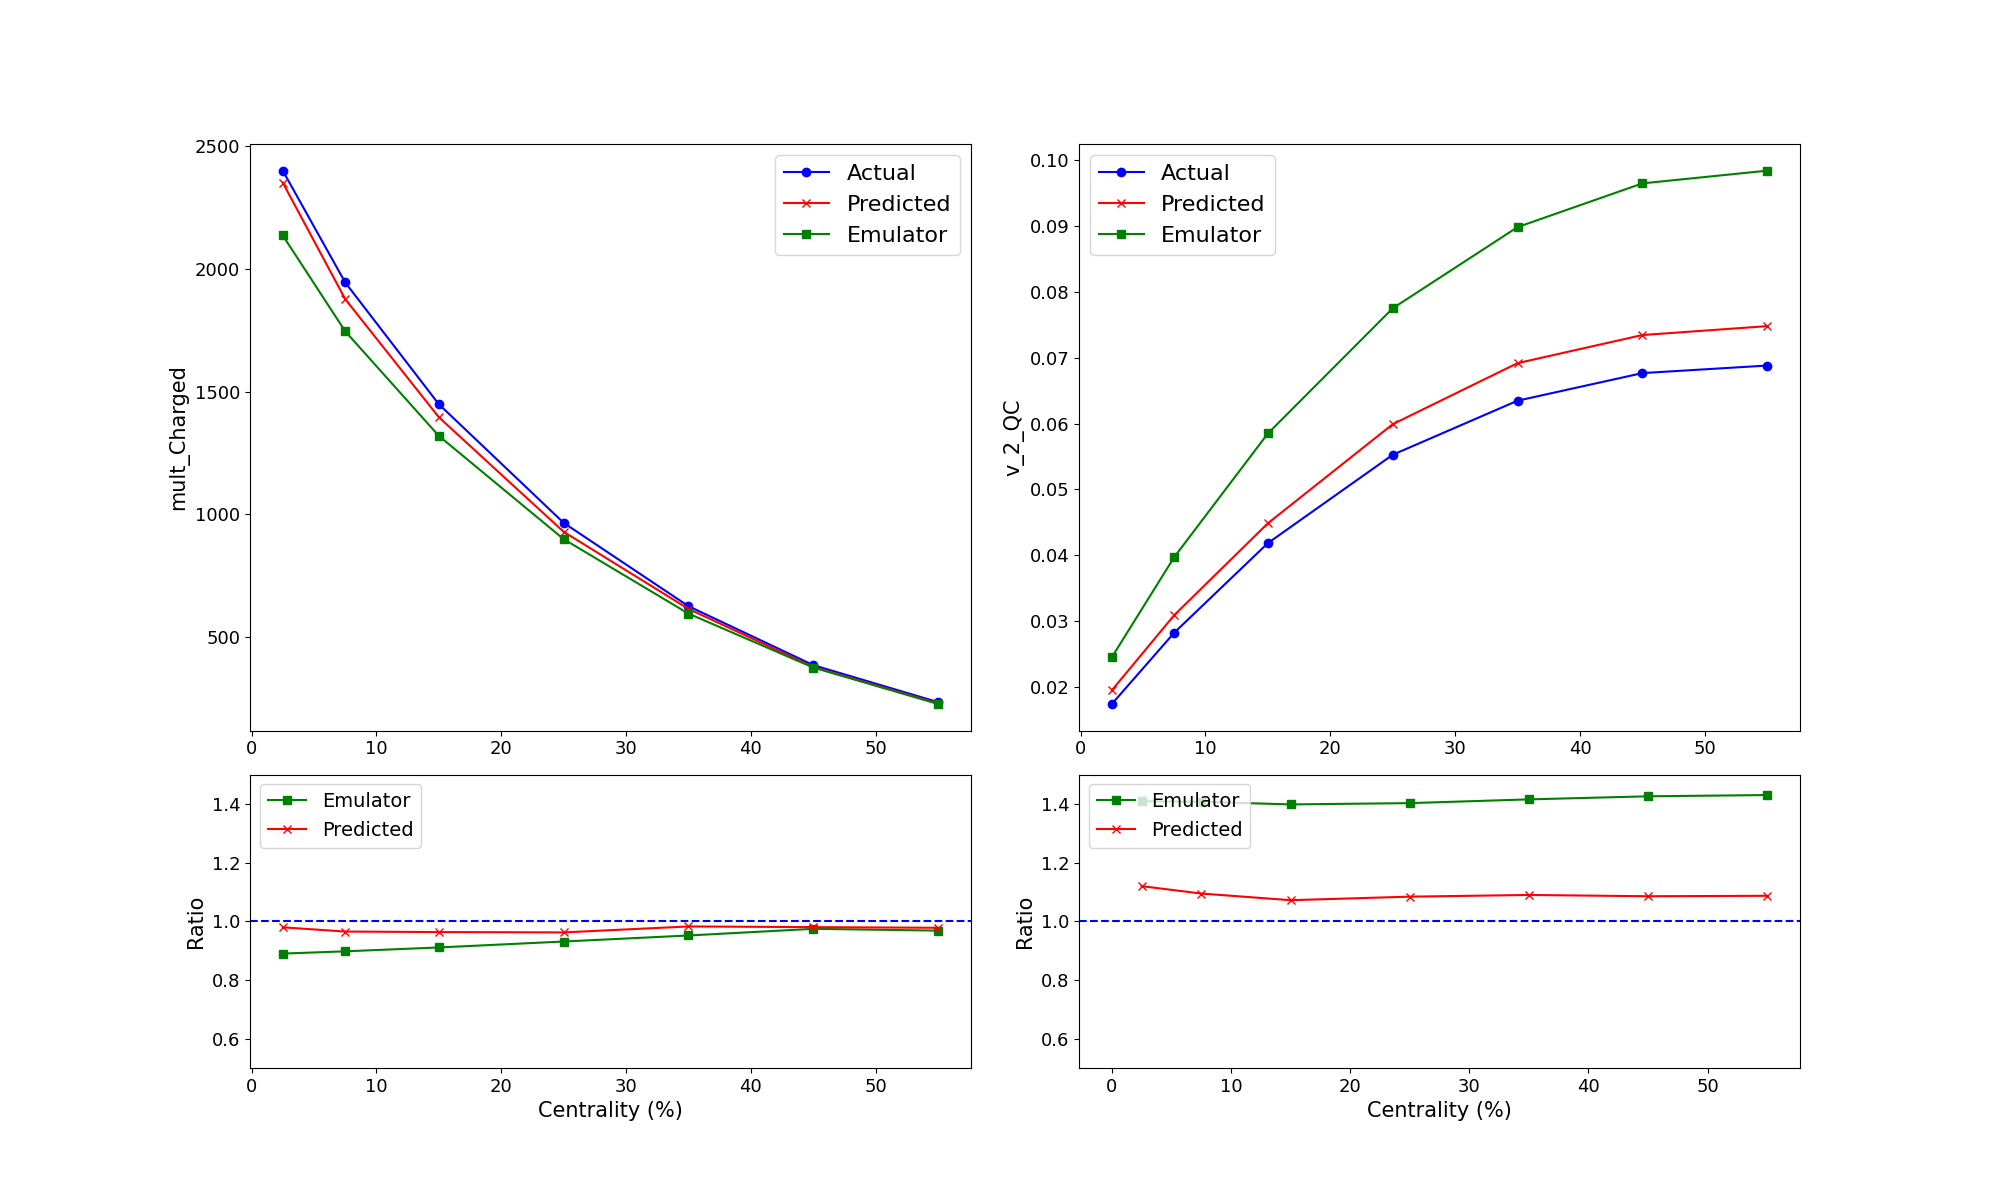 2500
2000
1500
1000
500
mult_Charged
Actual
Predicted
Emulator
0 10 20 30 40 50
0.10
0.09
0.08
0.07
0.06
0.05
0.04
0.03
0.02
v_2_QC
Actual
Predicted
Emulator
0 10 20 30 40 50
1.4
1.2
1.0
0.8
0.6
Ratio
Emulator
Predicted
0 10 20 30 40 50
Centrality (%)
1.4
1.2
1.0
0.8
0.6
Ratio
Emulator
Predicted
0 10 20 30 40 50
Centrality (%)